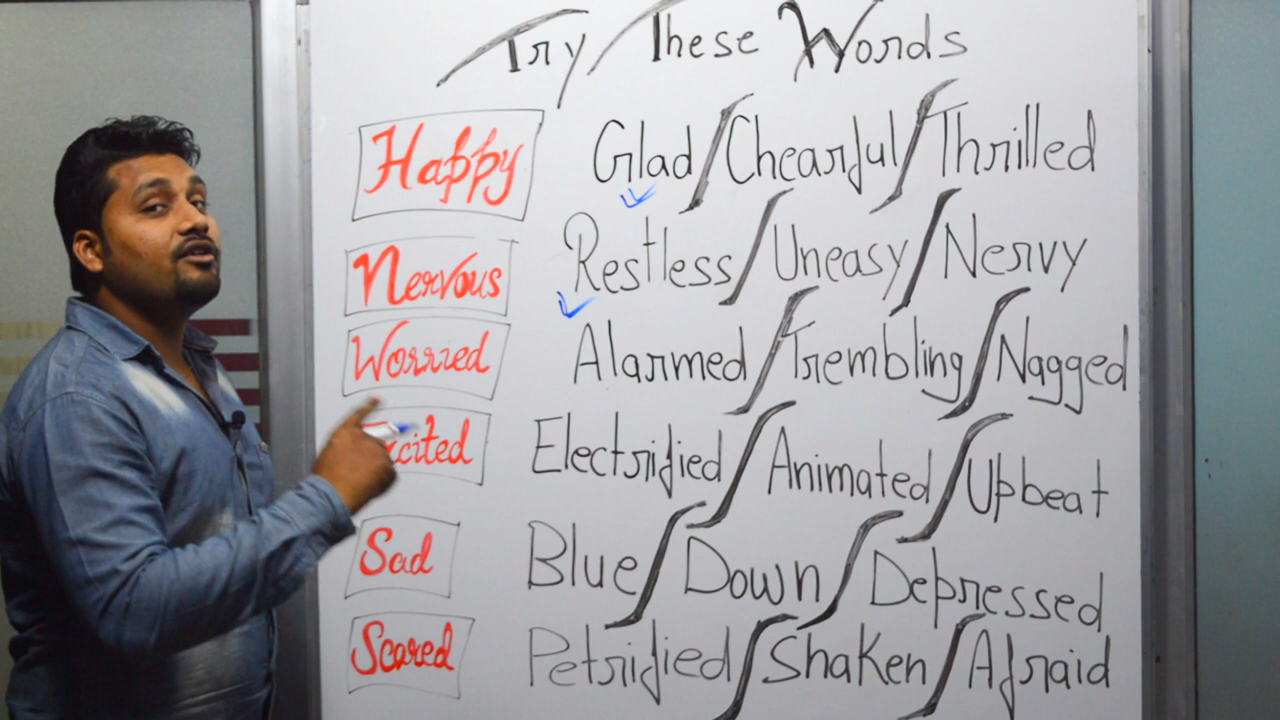 Try These Words
Happy Glad/Chearful/Thrilled
Nervous Restless/Uneasy/Nervy
Worried Alarmed/Trembling/Nagged
xcited Electrified/Animated/Upbeat
Sad Blue/Down/Depressed
Scared Petrified/Shaken/Afraid